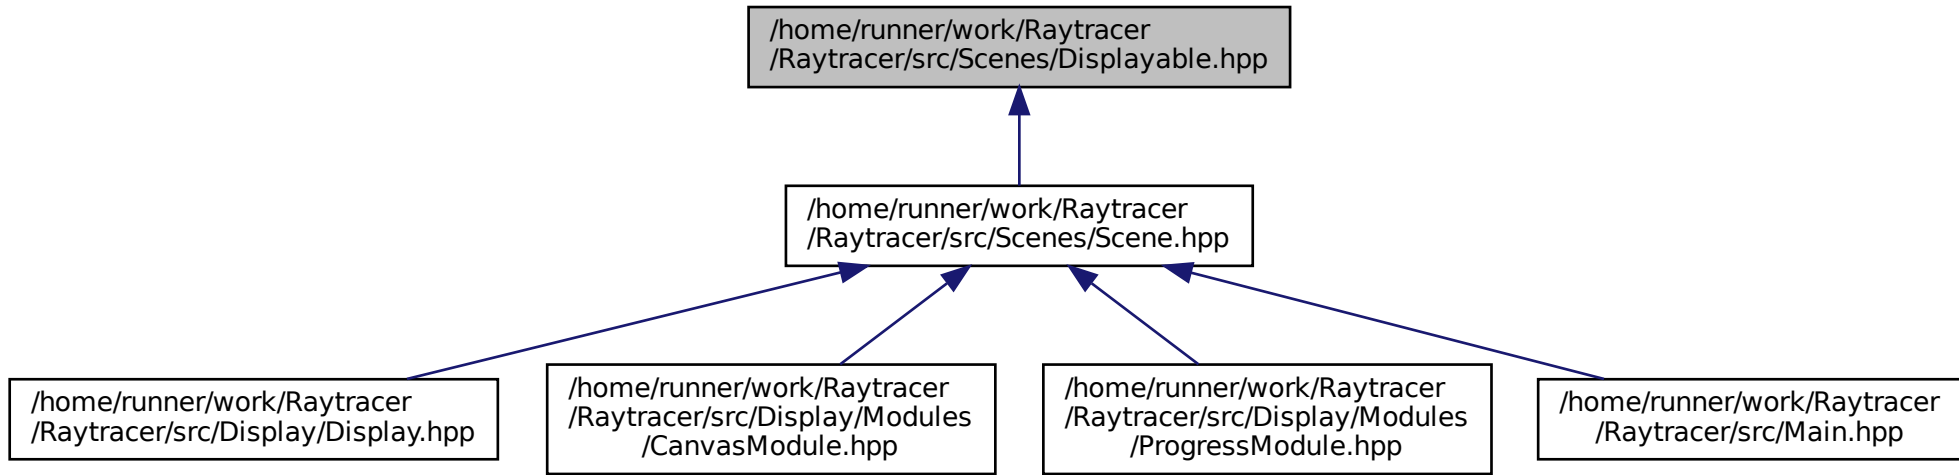 /home/runner/work/Raytracer
/Raytracer/src/Scenes/Displayable.hpp
/home/runner/work/Raytracer
/Raytracer/src/Scenes/Scene.hpp
/home/runner/work/Raytracer
/Raytracer/src/Display/Display.hpp
/home/runner/work/Raytracer
/Raytracer/src/Display/Modules
/CanvasModule.hpp
/home/runner/work/Raytracer
/Raytracer/src/Display/Modules
/ProgressModule.hpp
/home/runner/work/Raytracer
/Raytracer/src/Main.hpp